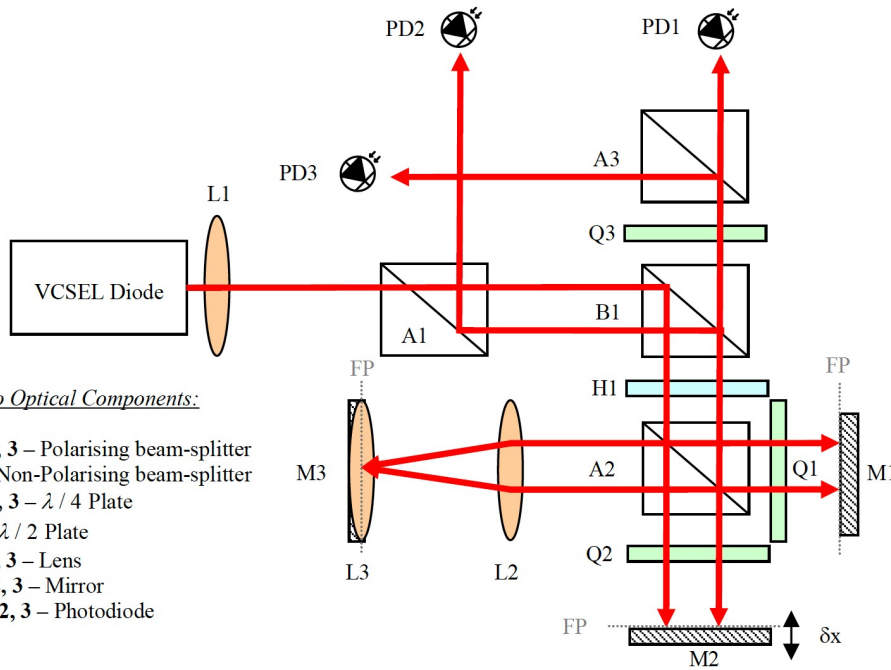 PD2
PD1
A3
PD3
L1
Q3
VCSEL Diode
A1
B1
FP
FP
o Optical Components:
H1
, 3 – Polarising beam-splitter
Non-Polarising beam-splitter
M3
A2
Q1
M1
, 3 – λ / 4 Plate
λ / 2 Plate
Q2
, 3 – Lens
L3
L2
, 3 – Mirror
2, 3 – Photodiode
FP
δx
M2